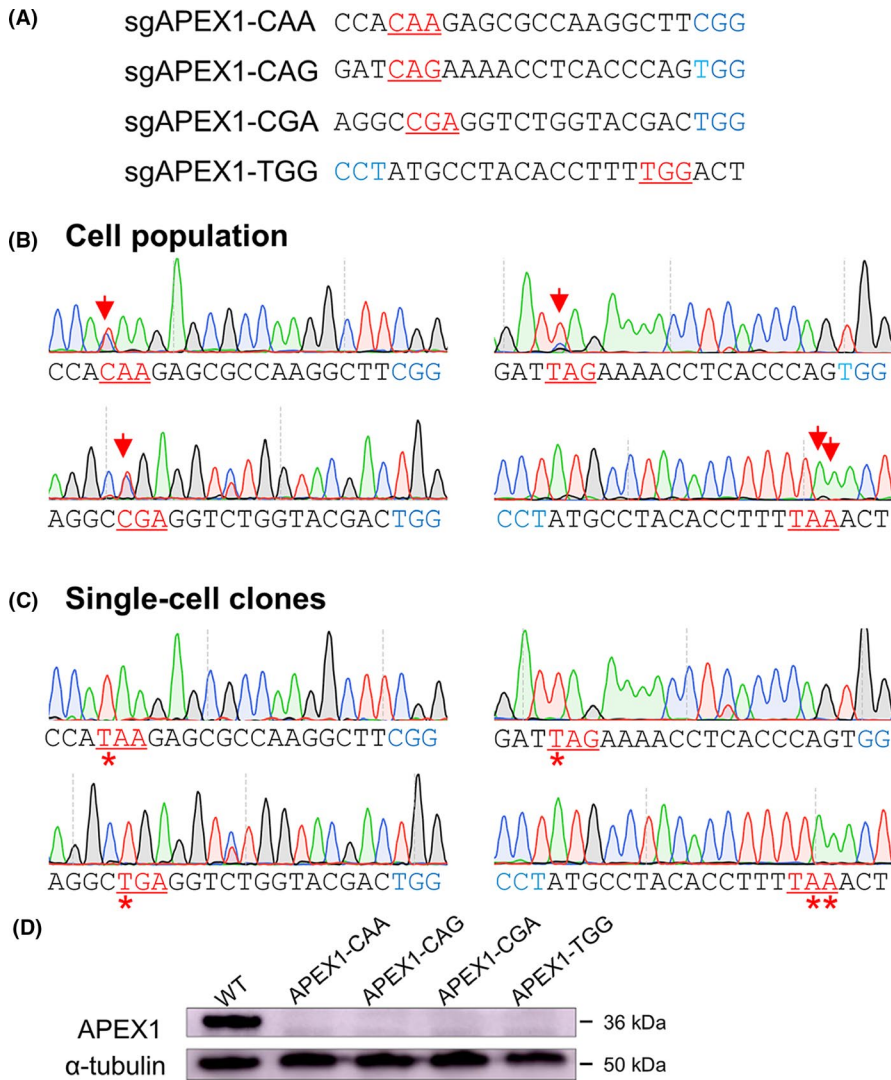 (A)
sgAPEX1-CAA CCACAAGAGCGCCAAGGCTTCGG
sgAPEX1-CAG GATCAGAAAACCTCACCCAGTGG
sgAPEX1-CGA AGGCCGAGGTCTGGTACGACTGG
sgAPEX1-TGG CCTATGCCTACACCTTTTGGACT
(B) Cell population
CCACAAGAGCGCCAAGGCTTCGG GATTAGAAAACCTCACCCAGTGG
AGGCCGAGGTCTGGTACGACTGG CCTATGCCTACACCTTTTAAACT
(C) Single-cell clones
CCATAAGAGCGCCAAGGCTTCGG GATTAGAAAACCTCACCCAGTGG
* *
AGGCTGAGGTCTGGTACGACTGG CCTATGCCTACACCTTTTAAACT
* **
(D)
WT APEX1-CAA APEX1-CAG APEX1-CGA APEX1-TGG
APEX1 – 36 kDa
α-tubulin – 50 kDa